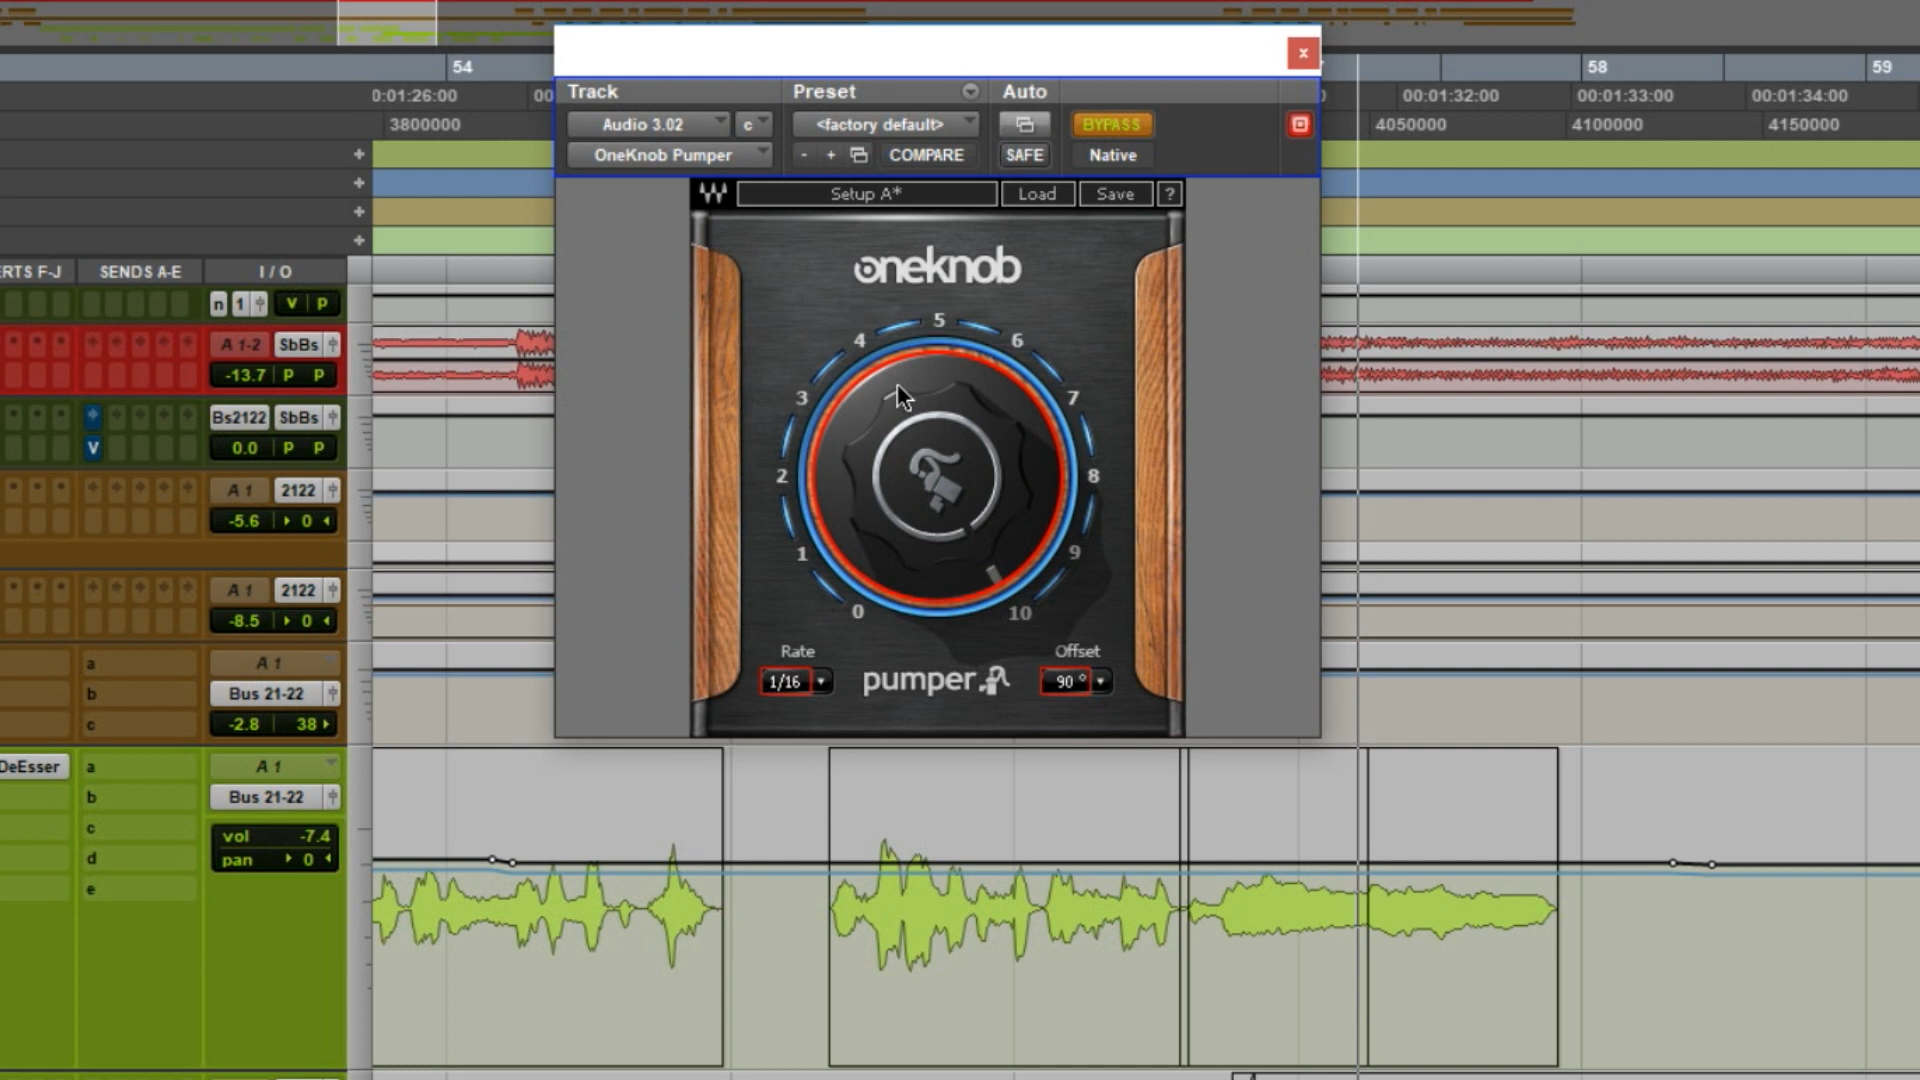 54
58
59
0:01:26:00
00
00:01:32:00
00:01:33:00
00:01:34:00
3800000
4050000
4100000
4150000
x
Track
Preset
Auto
Audio 3.02
c
<factory default>
BYPASS
OneKnob Pumper
-
+
COMPARE
SAFE
Native
Setup A*
Load
Save
?
oneknob
0
1
2
3
4
5
6
7
8
9
10
Rate
Offset
1/16
pumper
90 °
ERTS F-J
SENDS A-E
I / O
n
1
V
P
A 1-2
SbBs
-13.7
P
P
Bs2122
SbBs
V
0.0
P
P
A 1
2122
-5.6
0
A 1
2122
-8.5
0
a
A 1
b
Bus 21-22
c
-2.8
38
DeEsser
a
A 1
b
Bus 21-22
c
vol
-7.4
d
pan
0
e